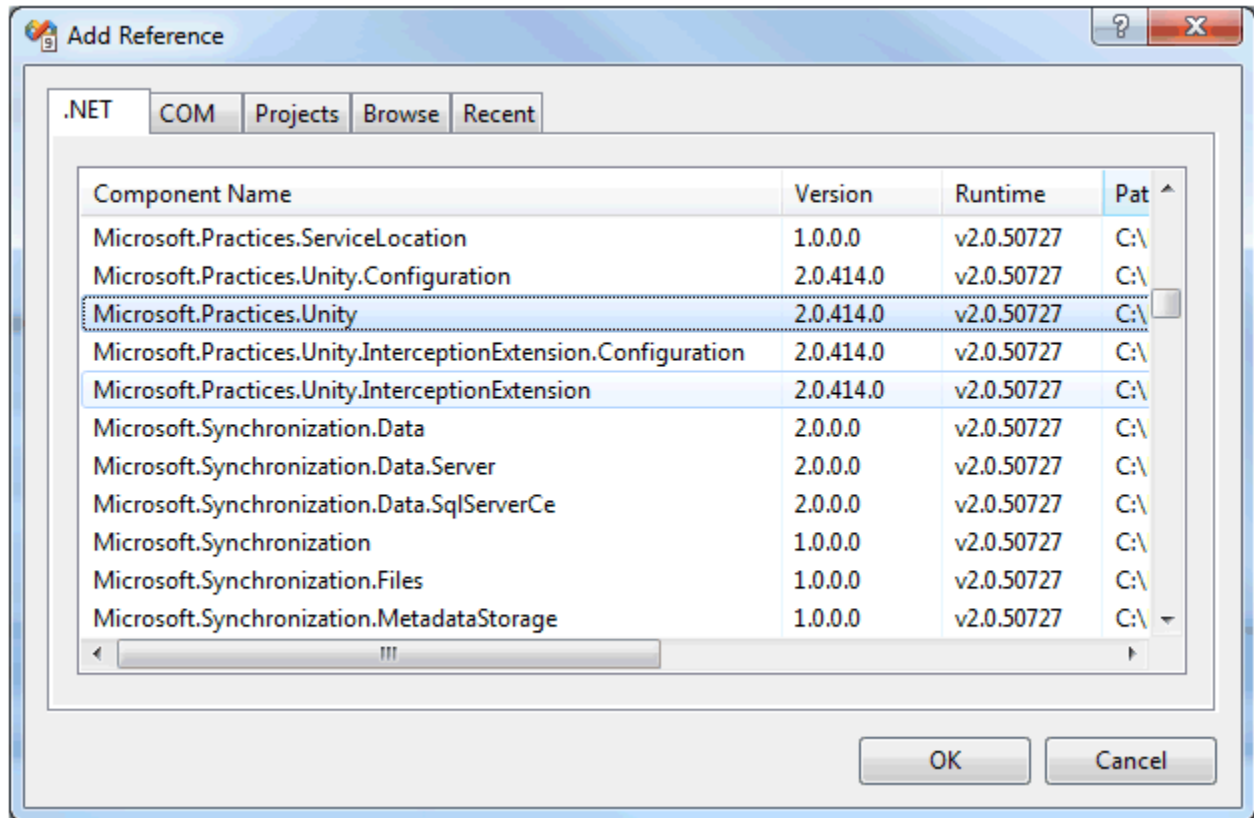 Add Reference
.NET COM Projects Browse Recent
Component Name Version Runtime Pat
Microsoft.Practices.ServiceLocation 1.0.0.0 v2.0.50727 C:\
Microsoft.Practices.Unity.Configuration 2.0.414.0 v2.0.50727 C:\
Microsoft.Practices.Unity 2.0.414.0 v2.0.50727 C:\
Microsoft.Practices.Unity.InterceptionExtension.Configuration 2.0.414.0 v2.0.50727 C:\
Microsoft.Practices.Unity.InterceptionExtension 2.0.414.0 v2.0.50727 C:\
Microsoft.Synchronization.Data 2.0.0.0 v2.0.50727 C:\
Microsoft.Synchronization.Data.Server 2.0.0.0 v2.0.50727 C:\
Microsoft.Synchronization.Data.SqlServerCe 2.0.0.0 v2.0.50727 C:\
Microsoft.Synchronization 1.0.0.0 v2.0.50727 C:\
Microsoft.Synchronization.Files 1.0.0.0 v2.0.50727 C:\
Microsoft.Synchronization.MetadataStorage 1.0.0.0 v2.0.50727 C:\
OK Cancel